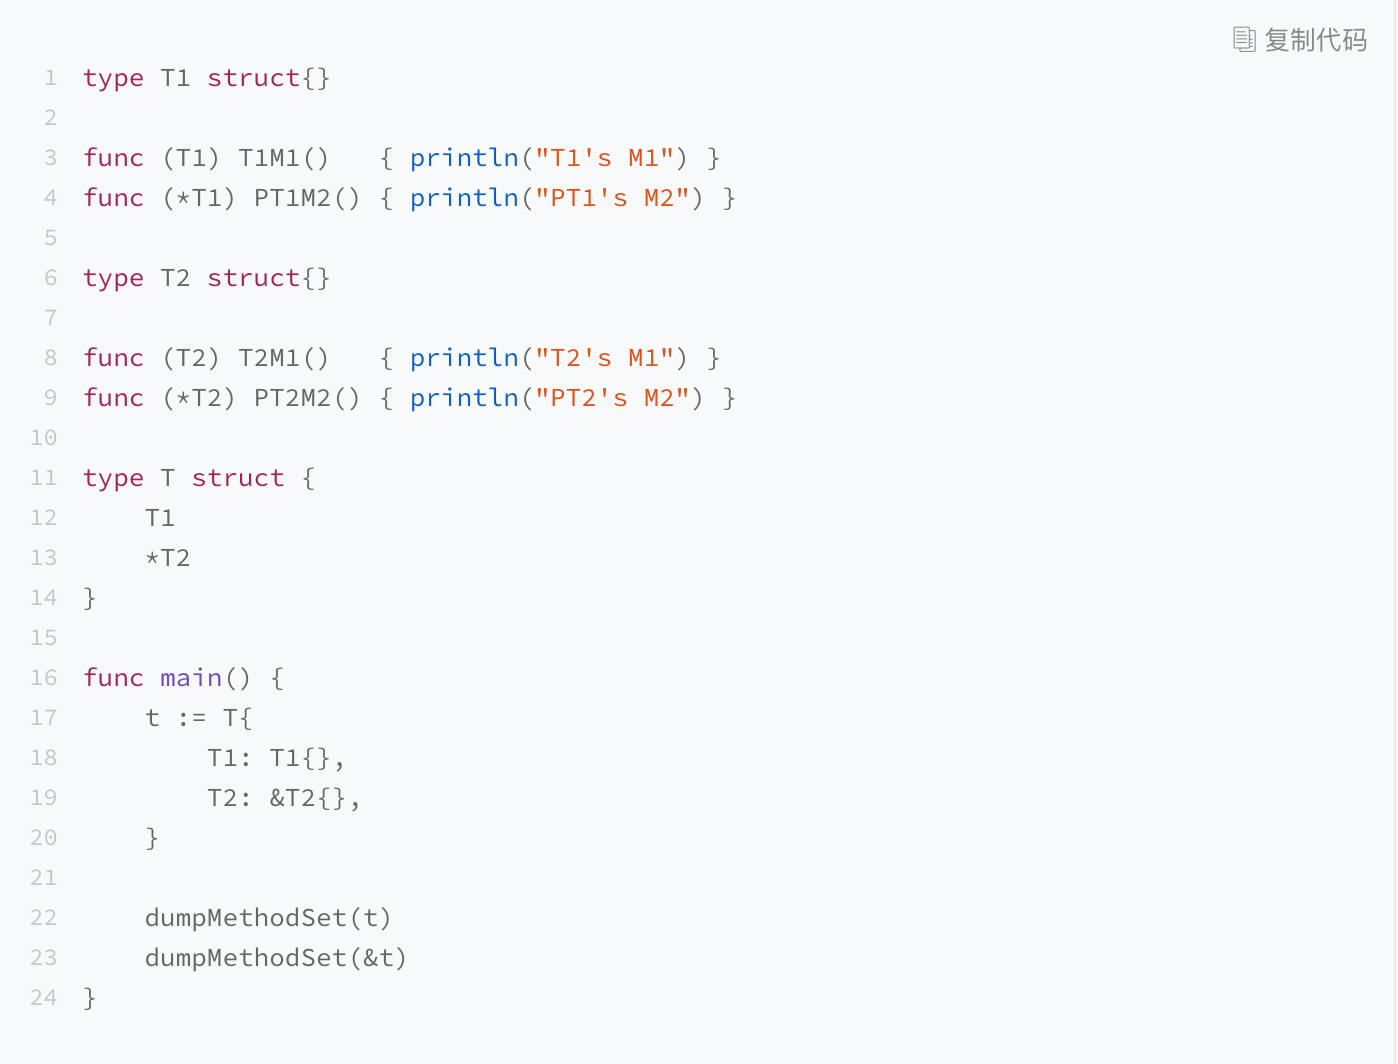 复制代码
1 type T1 struct{}
2
3 func (T1) T1M1()   { println("T1's M1") }
4 func (*T1) PT1M2() { println("PT1's M2") }
5
6 type T2 struct{}
7
8 func (T2) T2M1()   { println("T2's M1") }
9 func (*T2) PT2M2() { println("PT2's M2") }
10
11 type T struct {
12     T1
13     *T2
14 }
15
16 func main() {
17     t := T{
18         T1: T1{},
19         T2: &T2{},
20     }
21
22     dumpMethodSet(t)
23     dumpMethodSet(&t)
24 }